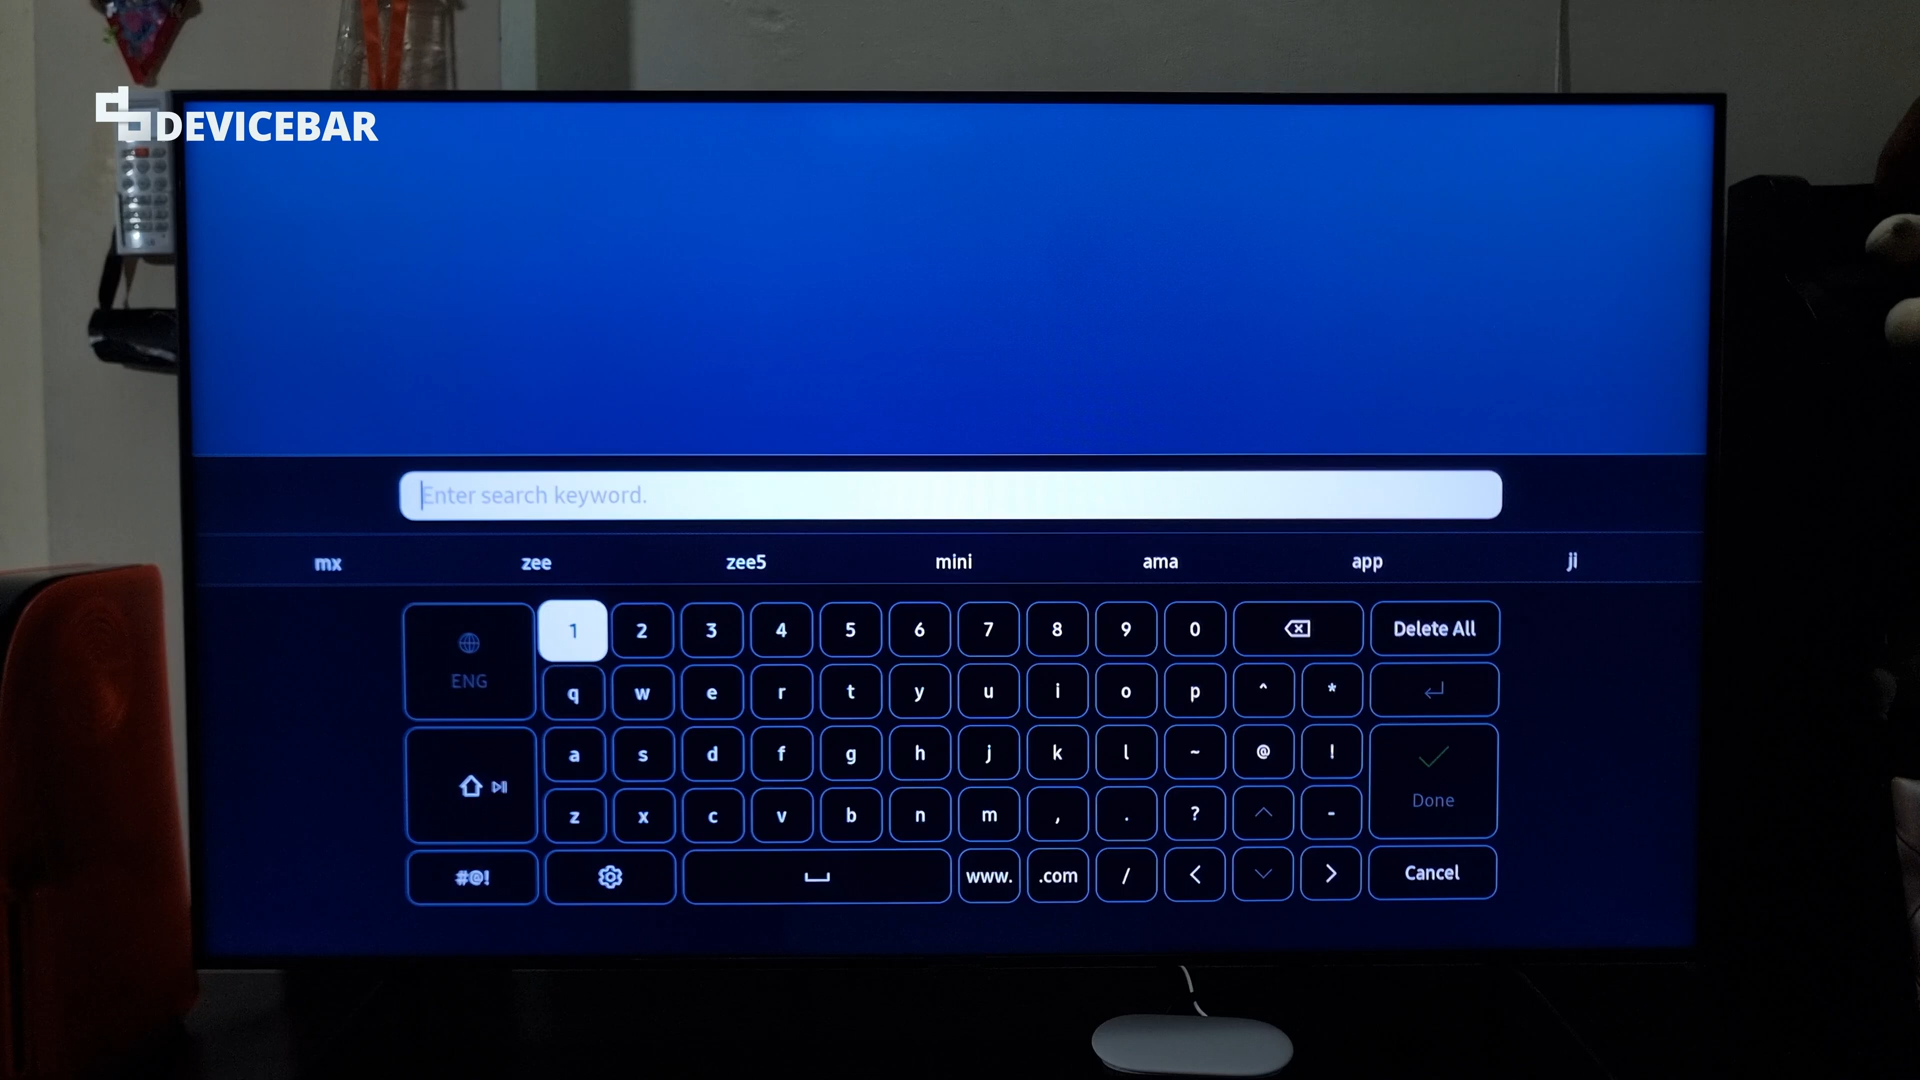 DEVICEBAR
Enter search keyword.
mx zee zee5 mini ama app ji
1 2 3 4 5 6 7 8 9 0 Delete All
ENG
q w e r t y u i o p ^ *
a s d f g h j k l ~ @ !
Done
z x c v b n m , . ? -
#@! www. .com / < > Cancel